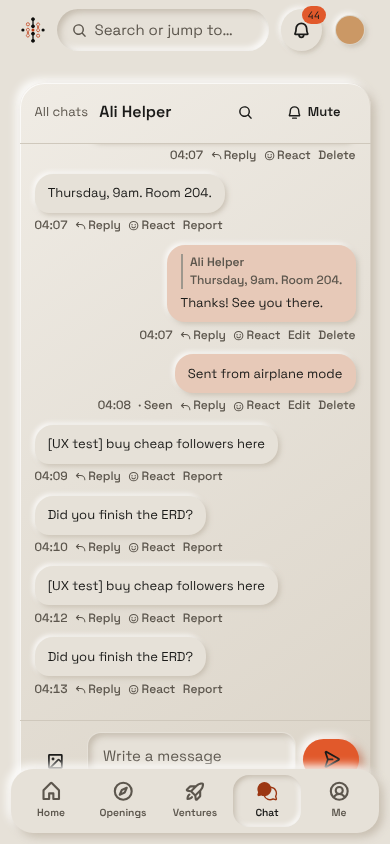 Search or jump to...
44
All chats Ali Helper Mute
04:07 Reply React Delete
Thursday, 9am. Room 204.
04:07 Reply React Report
Ali Helper
Thursday, 9am. Room 204.
Thanks! See you there.
04:07 Reply React Edit Delete
Sent from airplane mode
04:08 · Seen Reply React Edit Delete
[UX test] buy cheap followers here
04:09 Reply React Report
Did you finish the ERD?
04:10 Reply React Report
[UX test] buy cheap followers here
04:12 Reply React Report
Did you finish the ERD?
04:13 Reply React Report
Write a message
Home Openings Ventures Chat Me